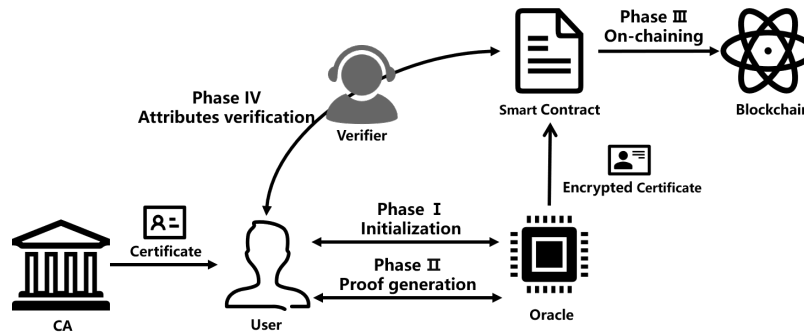 Phase Ⅲ
On-chaining
Smart Contract
Blockchain
Phase IV
Attributes verification
Verifier
Encrypted Certificate
Phase Ⅰ
Initialization
Certificate
Phase Ⅱ
Proof generation
CA
User
Oracle